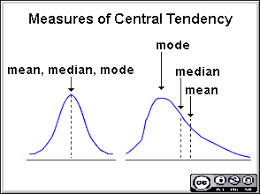 Measures of Central Tendency
mode
mean, median, mode
median
mean